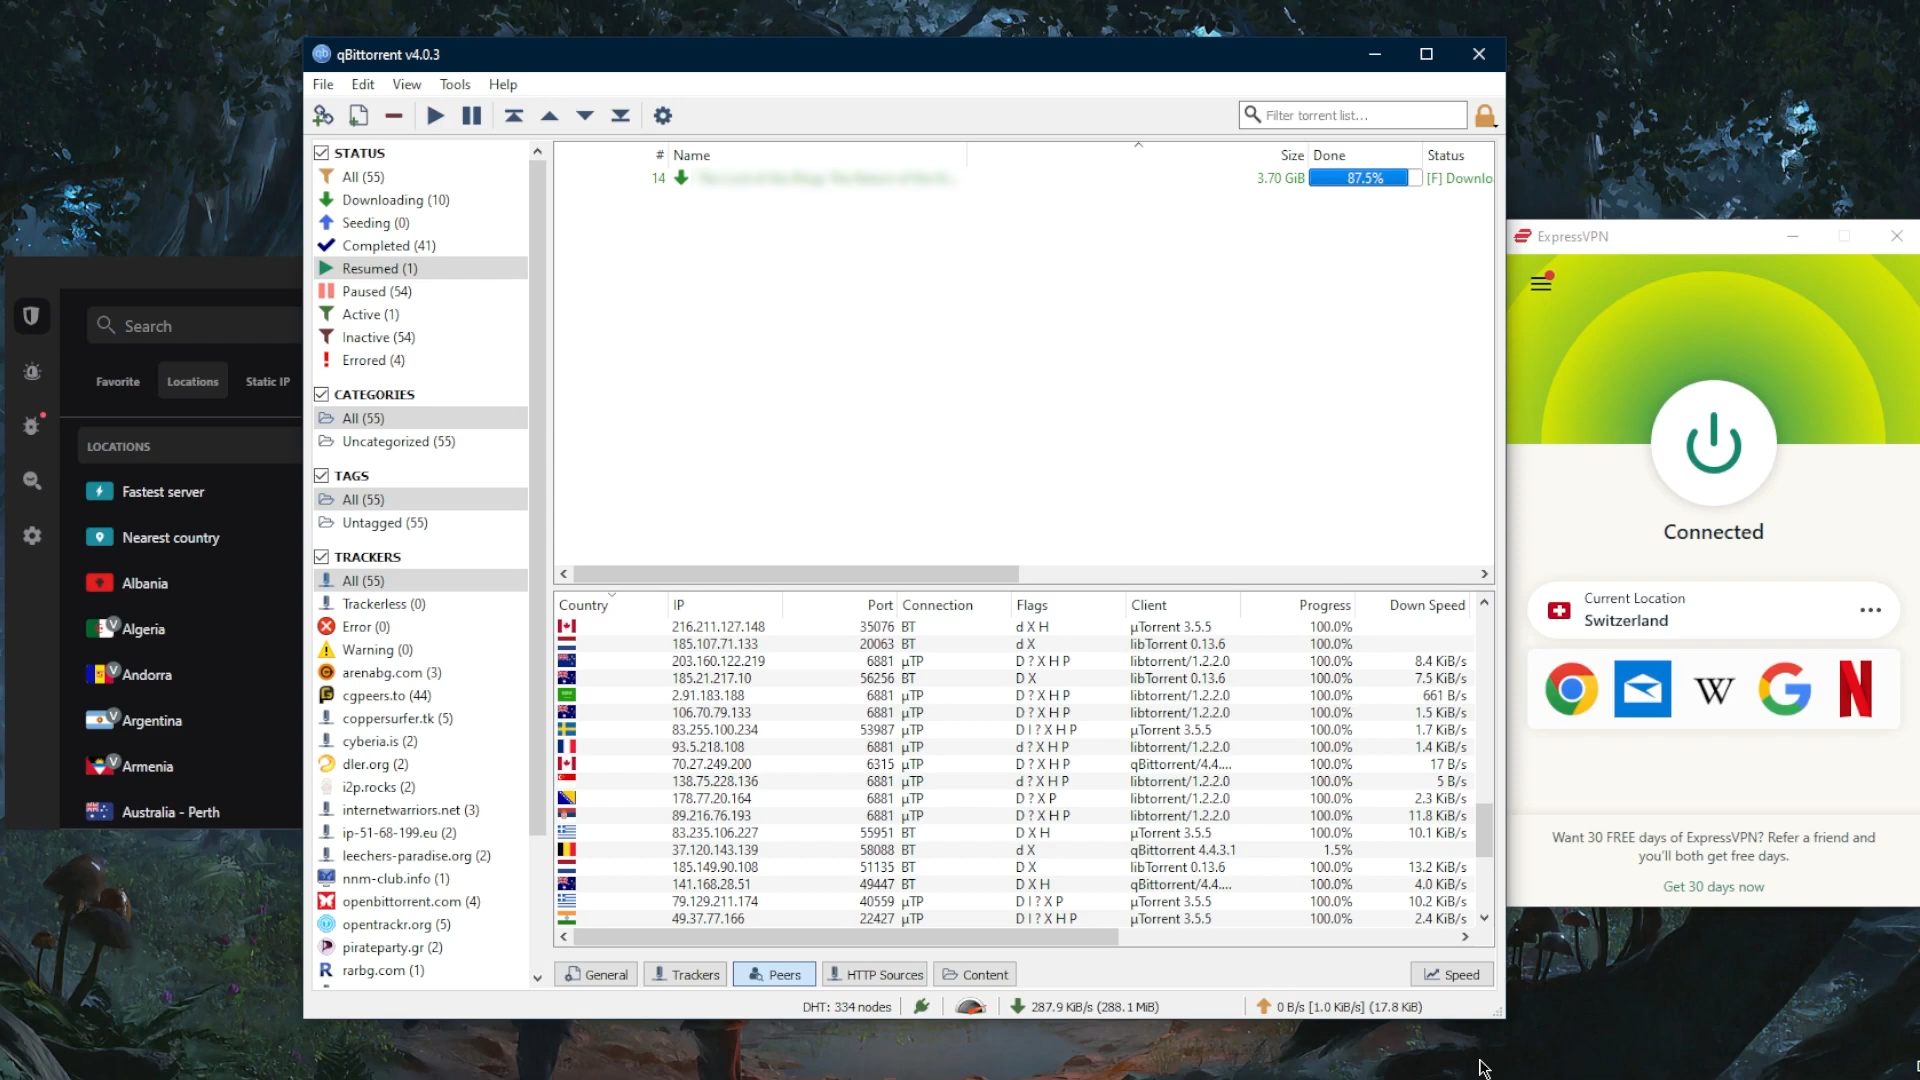 qBittorrent v4.0.3
File Edit View Tools Help
Filter torrent list...
STATUS
All (55)
Downloading (10)
Seeding (0)
Completed (41)
Resumed (1)
Paused (54)
Active (1)
Inactive (54)
Errored (4)
CATEGORIES
All (55)
Uncategorized (55)
TAGS
All (55)
Untagged (55)
TRACKERS
All (55)
Trackerless (0)
Error (0)
Warning (0)
arenabg.com (3)
cgpeers.to (44)
coppersurfer.tk (5)
cyberia.is (2)
dler.org (2)
i2p.rocks (2)
internetwarriors.net (3)
ip-51-68-199.eu (2)
leechers-paradise.org (2)
nnm-club.info (1)
openbittorrent.com (4)
opentrackr.org (5)
pirateparty.gr (2)
rarbg.com (1)
# Name Size Done Status
14 3.70 GiB 87.5% [F] Downlo
Country IP Port Connection Flags Client Progress Down Speed
216.211.127.148 35076 BT d X H µTorrent 3.5.5 100.0%
185.107.71.133 20063 BT d X libTorrent 0.13.6 100.0%
203.160.122.219 6881 µTP D ? X H P libtorrent/1.2.2.0 100.0% 8.4 KiB/s
185.21.217.10 56256 BT D X libTorrent 0.13.6 100.0% 7.5 KiB/s
2.91.183.188 6881 µTP D ? X H P libtorrent/1.2.2.0 100.0% 661 B/s
106.70.79.133 6881 µTP D ? X H P libtorrent/1.2.2.0 100.0% 1.5 KiB/s
83.255.100.234 53987 µTP D I ? X H P µTorrent 3.5.5 100.0% 1.7 KiB/s
93.5.218.108 6881 µTP d ? X H P libtorrent/1.2.2.0 100.0% 1.4 KiB/s
70.27.249.200 6315 µTP D ? X H P qBittorrent/4.4.... 100.0% 17 B/s
138.75.228.136 6881 µTP d ? X H P libtorrent/1.2.2.0 100.0% 5 B/s
178.77.20.164 6881 µTP D ? X P libtorrent/1.2.2.0 100.0% 2.3 KiB/s
89.216.76.193 6881 µTP D ? X H P libtorrent/1.2.2.0 100.0% 11.8 KiB/s
83.235.106.227 55951 BT D X H µTorrent 3.5.5 100.0% 10.1 KiB/s
37.120.143.139 58088 BT d X qBittorrent 4.4.3.1 1.5%
185.149.90.108 51135 BT D X libTorrent 0.13.6 100.0% 13.2 KiB/s
141.168.28.51 49447 BT D X H qBittorrent/4.4.... 100.0% 4.0 KiB/s
79.129.211.174 40559 µTP D I ? X P µTorrent 3.5.5 100.0% 10.2 KiB/s
49.37.77.166 22427 µTP D I ? X H P µTorrent 3.5.5 100.0% 2.4 KiB/s
General Trackers Peers HTTP Sources Content Speed
DHT: 334 nodes 287.9 KiB/s (288.1 MiB) 0 B/s [1.0 KiB/s] (17.8 KiB)
Search
Favorite Locations Static IP
LOCATIONS
Fastest server
Nearest country
Albania
V Algeria
V Andorra
V Argentina
V Armenia
Australia - Perth
ExpressVPN
Connected
Current Location
Switzerland
W G N
Want 30 FREE days of ExpressVPN? Refer a friend and
you'll both get free days.
Get 30 days now